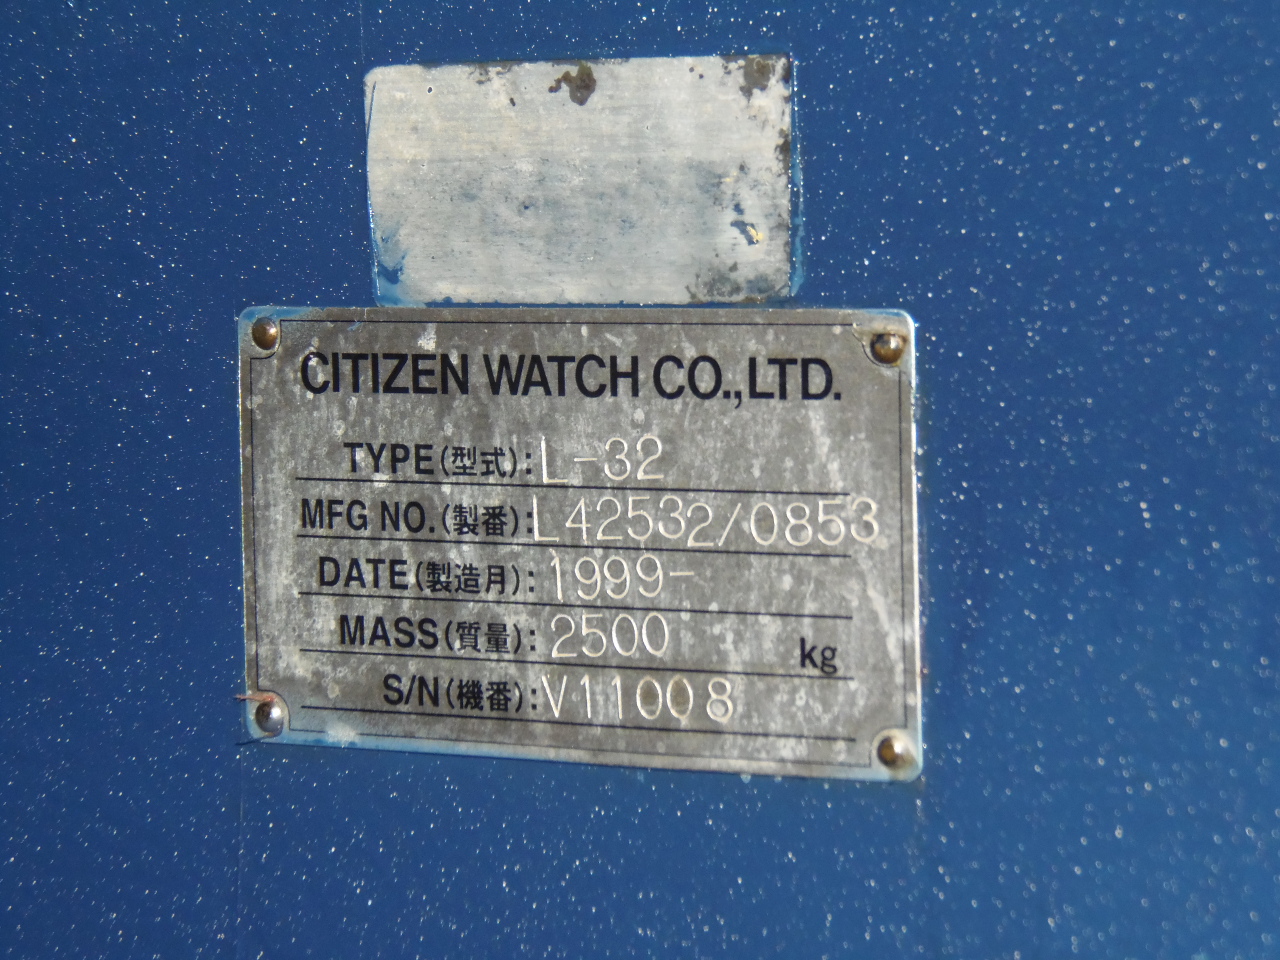 CITIZEN WATCH CO.,LTD.
TYPE(型式):L-32
MFG NO.(製番):L42532/0853
DATE(製造月):1999-
MASS(質量):2500 kg
S/N(機番):V11008